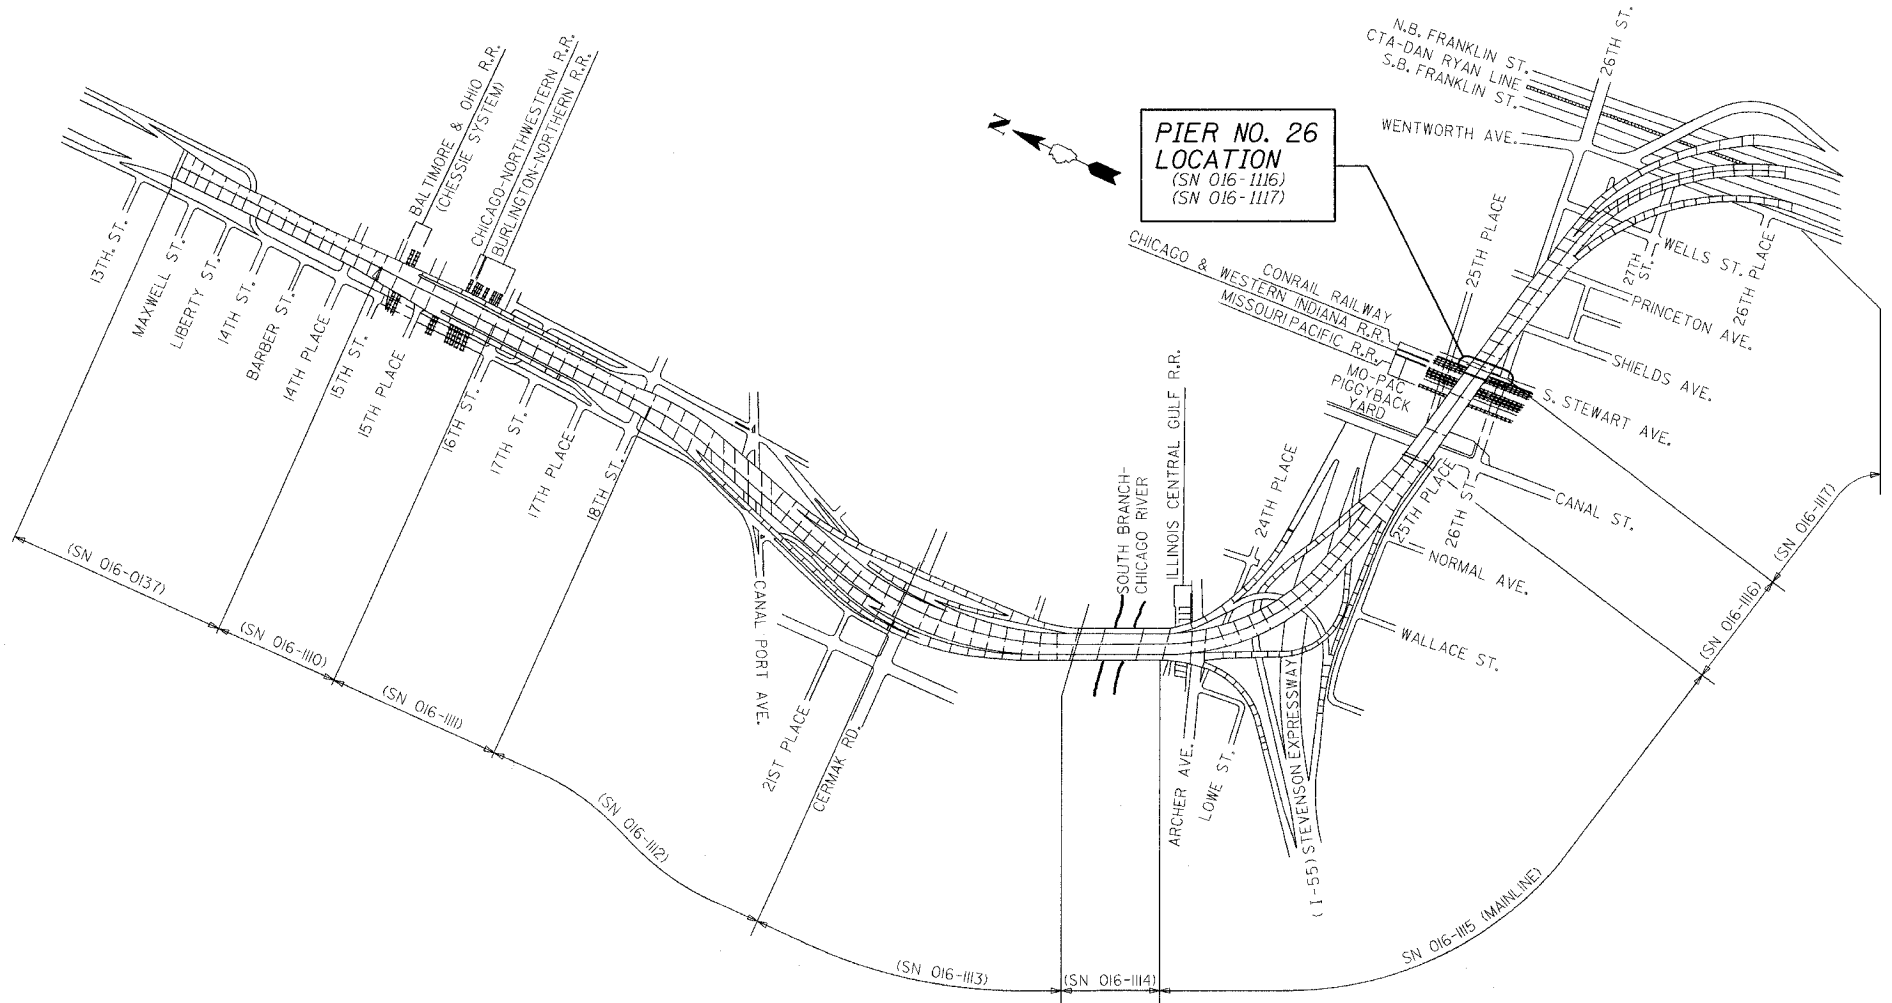 N.B. FRANKLIN ST.
CTA-DAN RYAN LINE
S.B. FRANKLIN ST.
26TH ST.
WENTWORTH AVE.
BALTIMORE & OHIO R.R.
(CHESSIE SYSTEM)
CHICAGO-NORTHWESTERN R.R.
BURLINGTON-NORTHERN R.R.
N
PIER NO. 26
LOCATION
(SN 016-1116)
(SN 016-1117)
25TH PLACE
CHICAGO & WESTERN INDIANA R.R.
CONRAIL RAILWAY
MISSOURI PACIFIC R.R.
MO-PAC
PIGGYBACK
YARD
WELLS ST.
27TH
ST.
26TH PLACE
PRINCETON AVE.
SHIELDS AVE.
S. STEWART AVE.
13TH. ST.
MAXWELL ST.
LIBERTY ST.
14TH ST.
BARBER ST.
14TH PLACE
15TH ST.
15TH PLACE
16TH ST.
17TH ST.
17TH PLACE
18TH ST.
CANAL PORT AVE.
21ST PLACE
CERMAK RD.
SOUTH BRANCH-
CHICAGO RIVER
ILLINOIS CENTRAL GULF R.R.
24TH PLACE
25TH PLACE
26TH ST.
CANAL ST.
NORMAL AVE.
WALLACE ST.
ARCHER AVE.
LOWE ST.
(I-55) STEVENSON EXPRESSWAY
(SN 016-0137)
(SN 016-1110)
(SN 016-1111)
(SN 016-1112)
(SN 016-1113)
(SN 016-1114)
SN 016-1115 (MAINLINE)
(SN 016-1116)
(SN 016-1117)